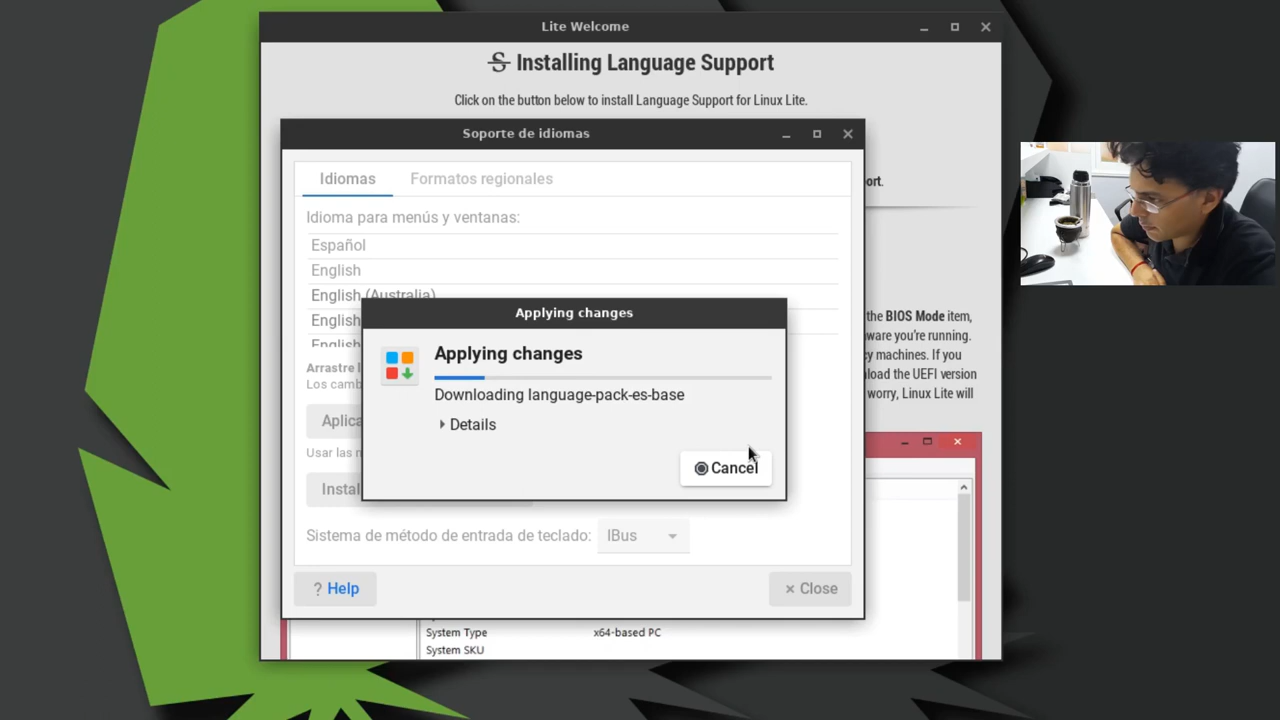 Lite Welcome
Installing Language Support
Click on the button below to install Language Support for Linux Lite.
Soporte de idiomas
Idiomas Formatos regionales
ort.
Idioma para menús y ventanas:
Español
English
English (Australia)
English
English
the BIOS Mode item,
ware you're running.
cy machines. If you
load the UEFI version
worry, Linux Lite will
Applying changes
Applying changes
Downloading language-pack-es-base
Details
Cancel
Arrastre l
Los camb
Aplica
Usar las n
Instal
Sistema de método de entrada de teclado: IBus
? Help
Close
System Type x64-based PC
System SKU